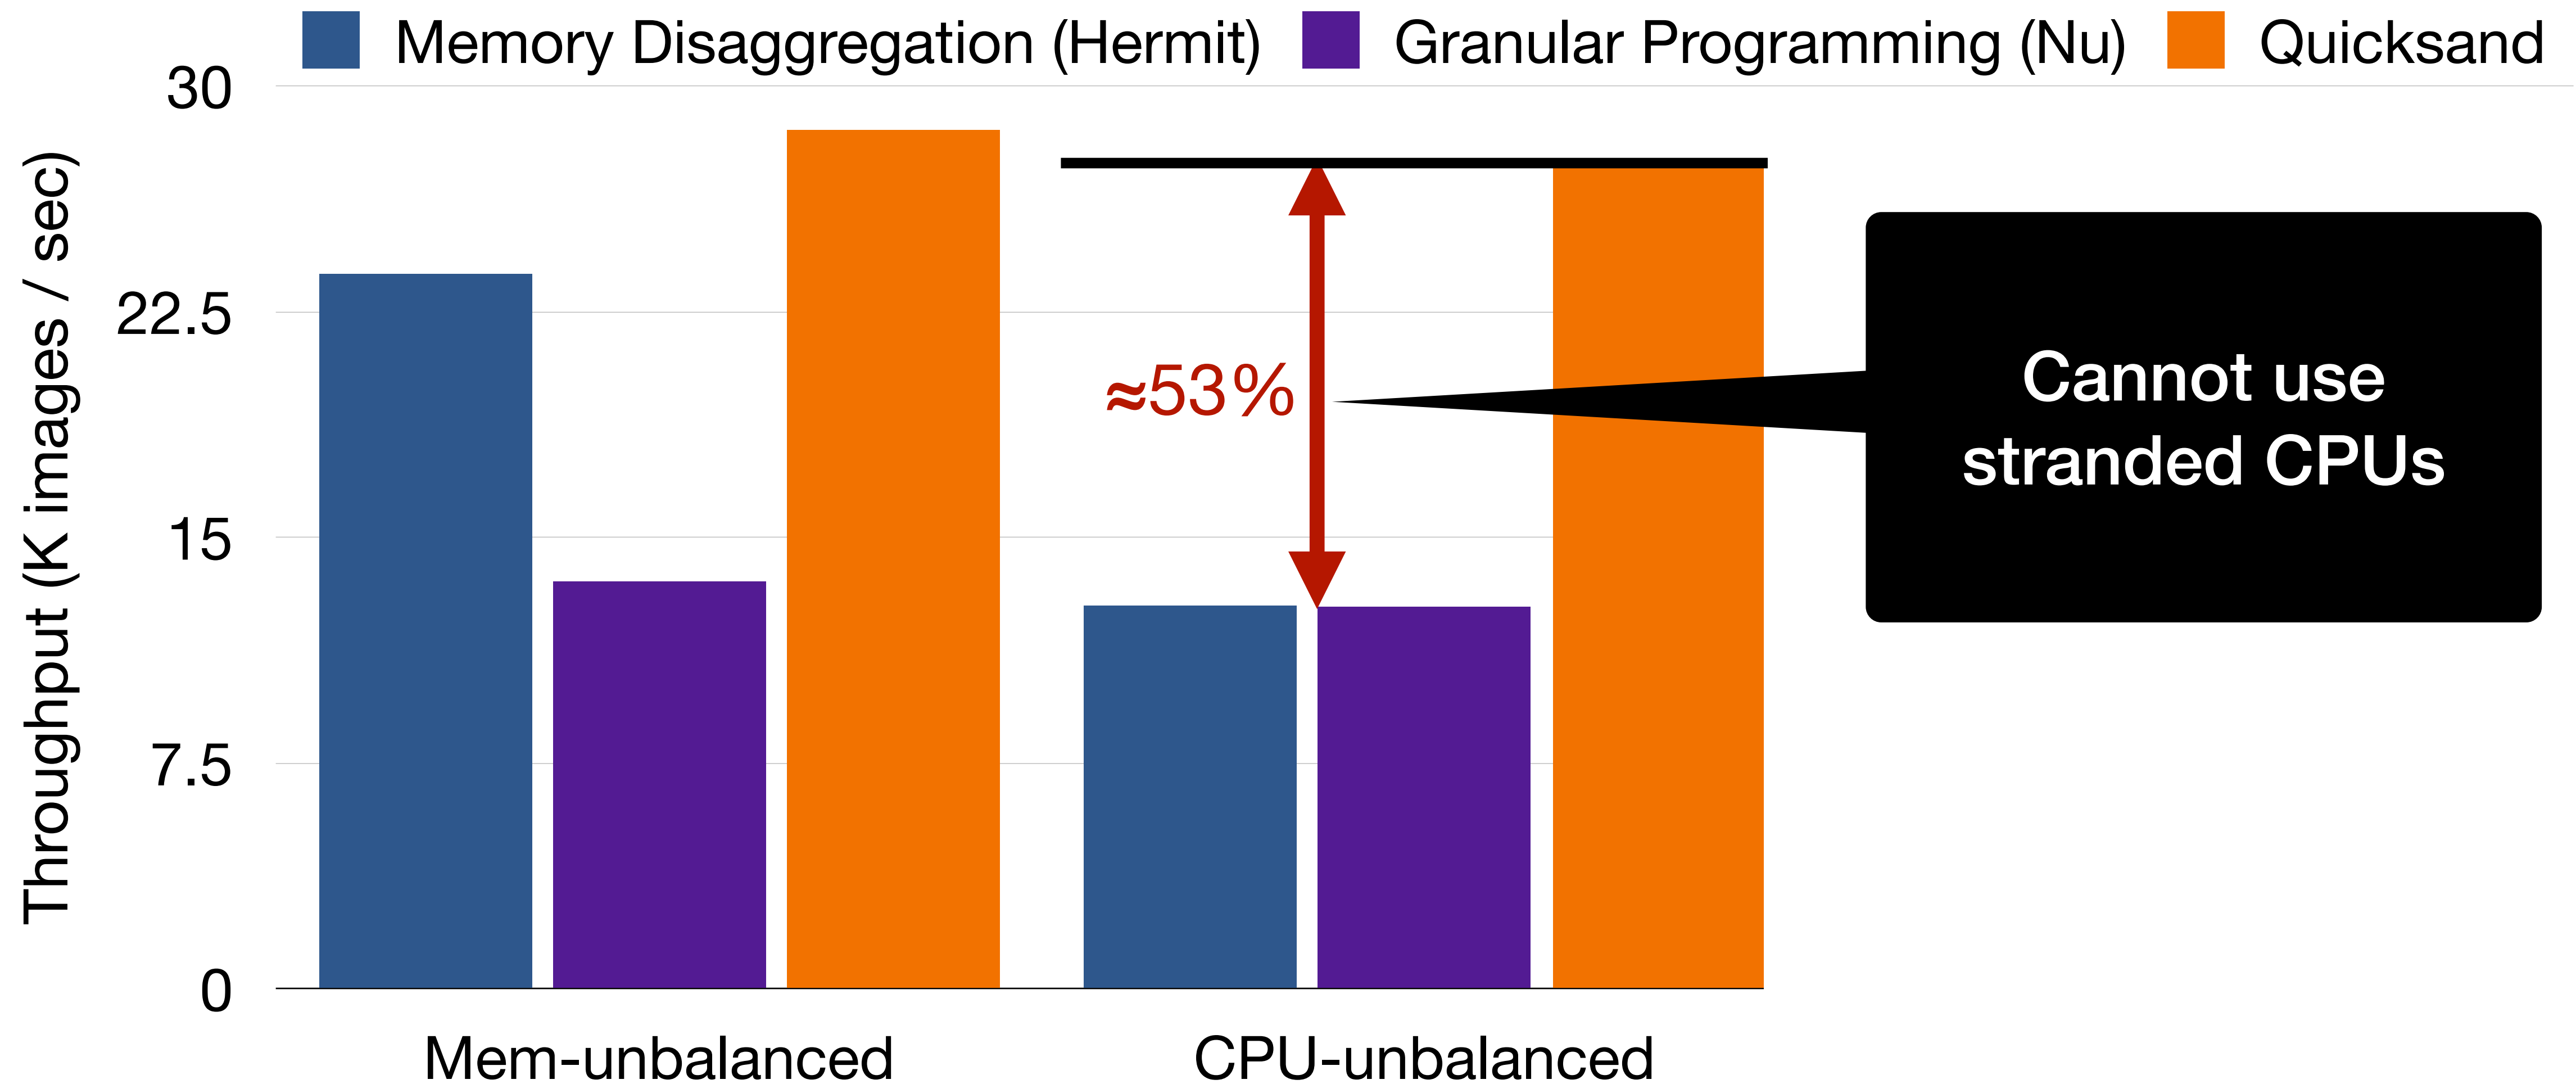 Memory Disaggregation (Hermit) Granular Programming (Nu) Quicksand
Throughput (K images / sec)
30
22.5
15
7.5
0
≈53%
Cannot use
stranded CPUs
Mem-unbalanced CPU-unbalanced